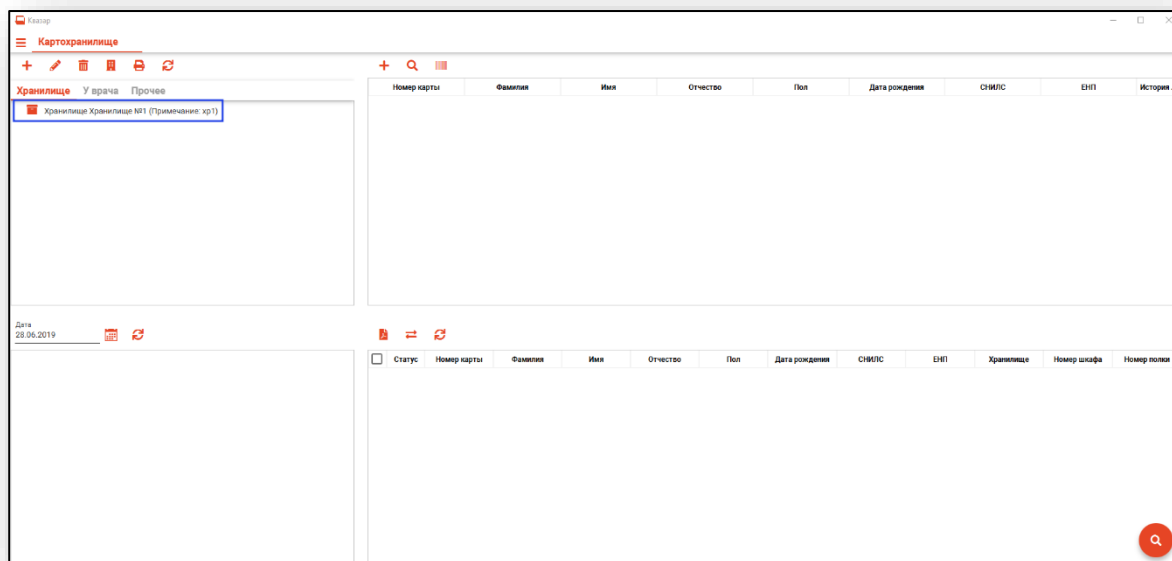 Квазар
Картохранилище
Хранилище У врача Прочее
Хранилище Хранилище №1 (Примечание: хр1)
Номер карты Фамилия Имя Отчество Пол Дата рождения СНИЛС ЕНП История
Дата
28.06.2019
Статус Номер карты Фамилия Имя Отчество Пол Дата рождения СНИЛС ЕНП Хранилище Номер шкафа Номер полки